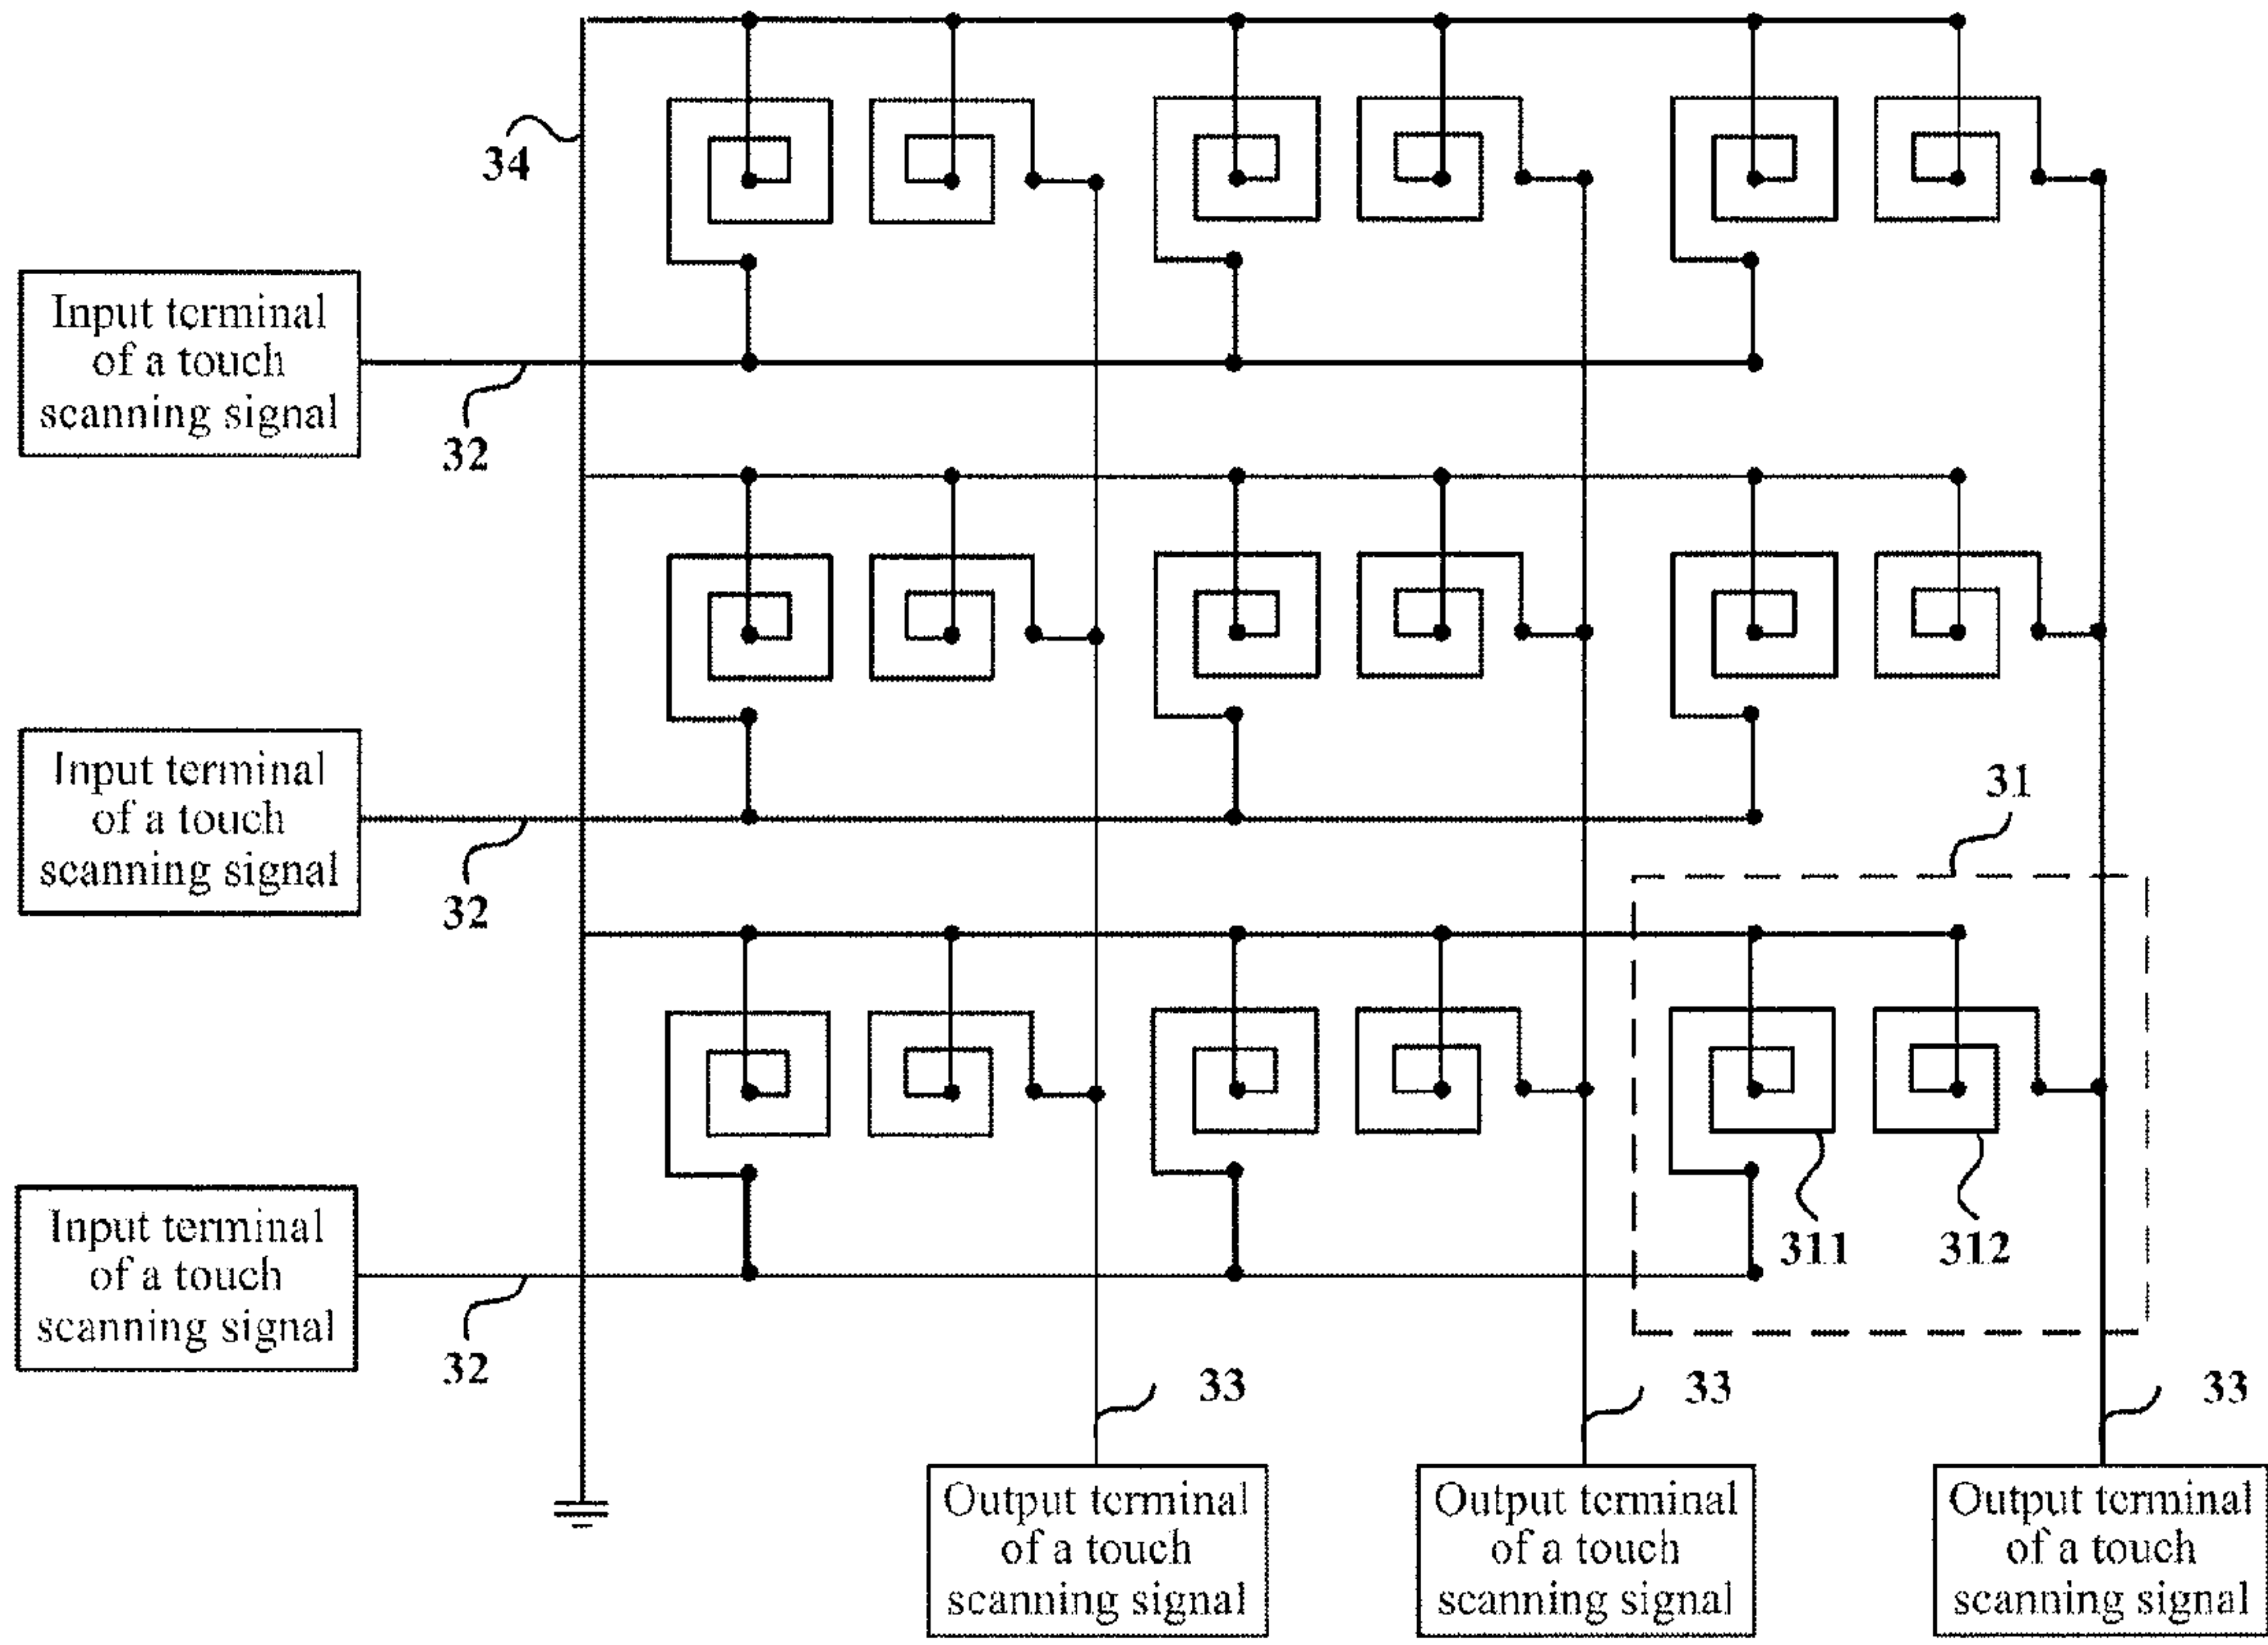 34
Input terminal
of a touch
scanning signal
32
Input terminal
of a touch
scanning signal
32
31
Input terminal
of a touch
scanning signal
32
311
312
33
33
33
Output terminal
of a touch
scanning signal
Output terminal
of a touch
scanning signal
Output terminal
of a touch
scanning signal